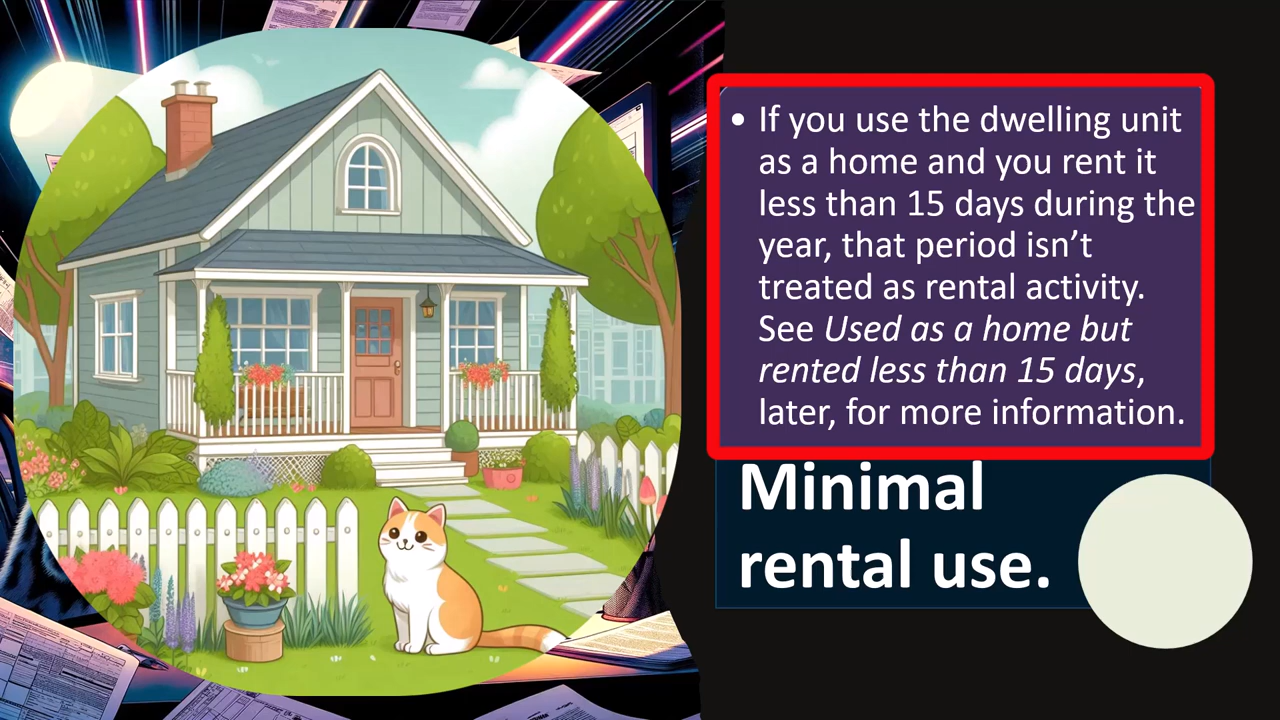 • If you use the dwelling unit
as a home and you rent it
less than 15 days during the
year, that period isn’t
treated as rental activity.
See Used as a home but
rented less than 15 days,
later, for more information.
Minimal
rental use.